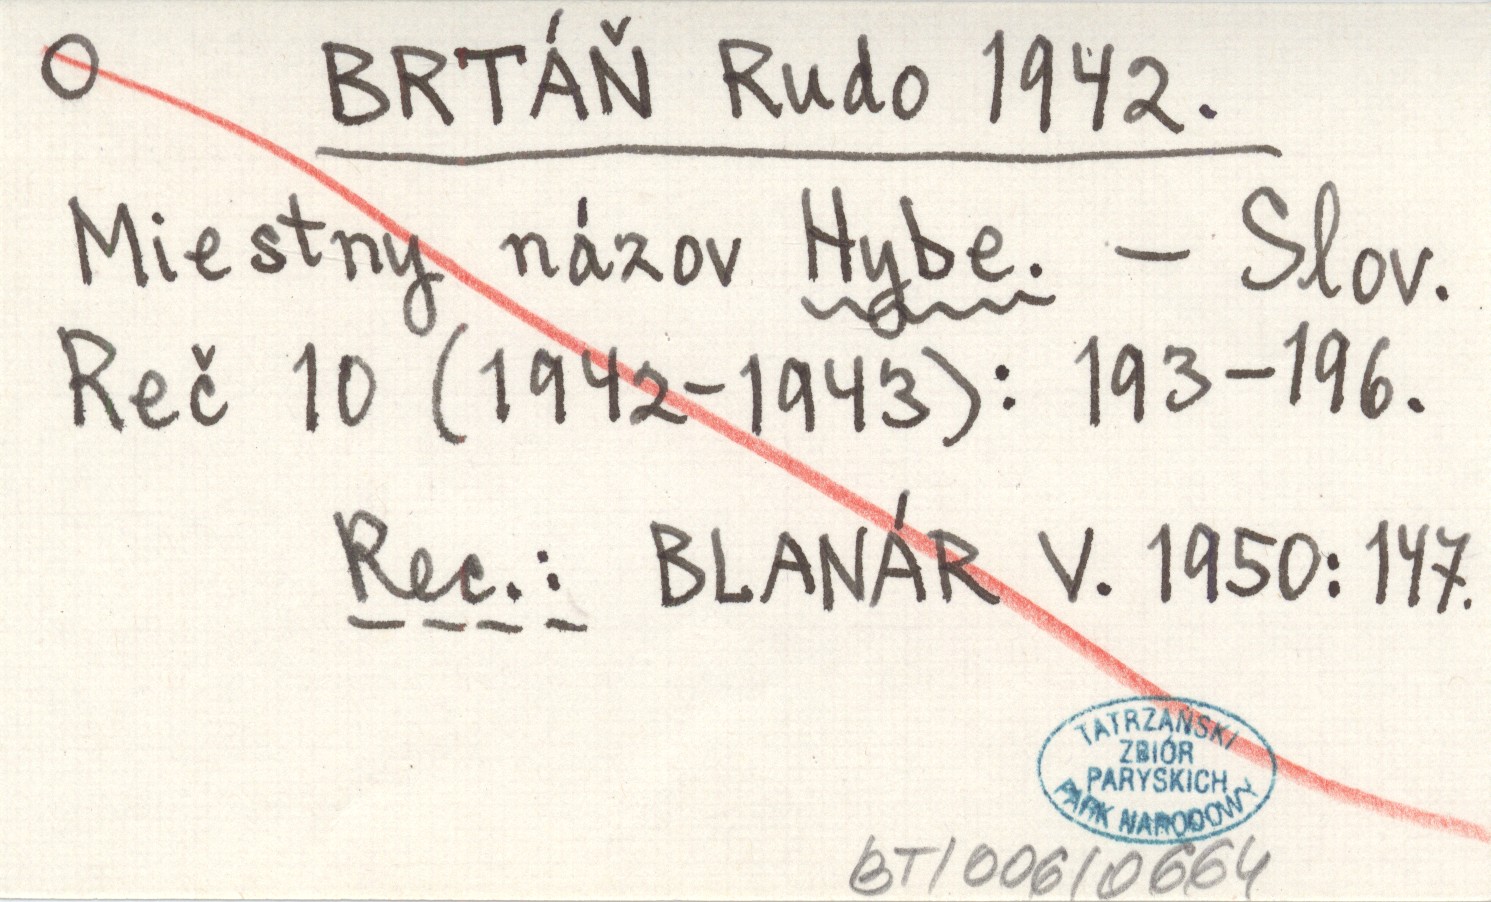 O BRTÁŇ Rudo 1942.
Miestny názov Hybe. – Slov.
Reč 10 (1942–1943): 193–196.
Rec.: BLANÁR V. 1950: 147.
TATRZAŃSKI
ZBIÓR
PARYSKICH
PARK NARODOWY
BT/006/0664